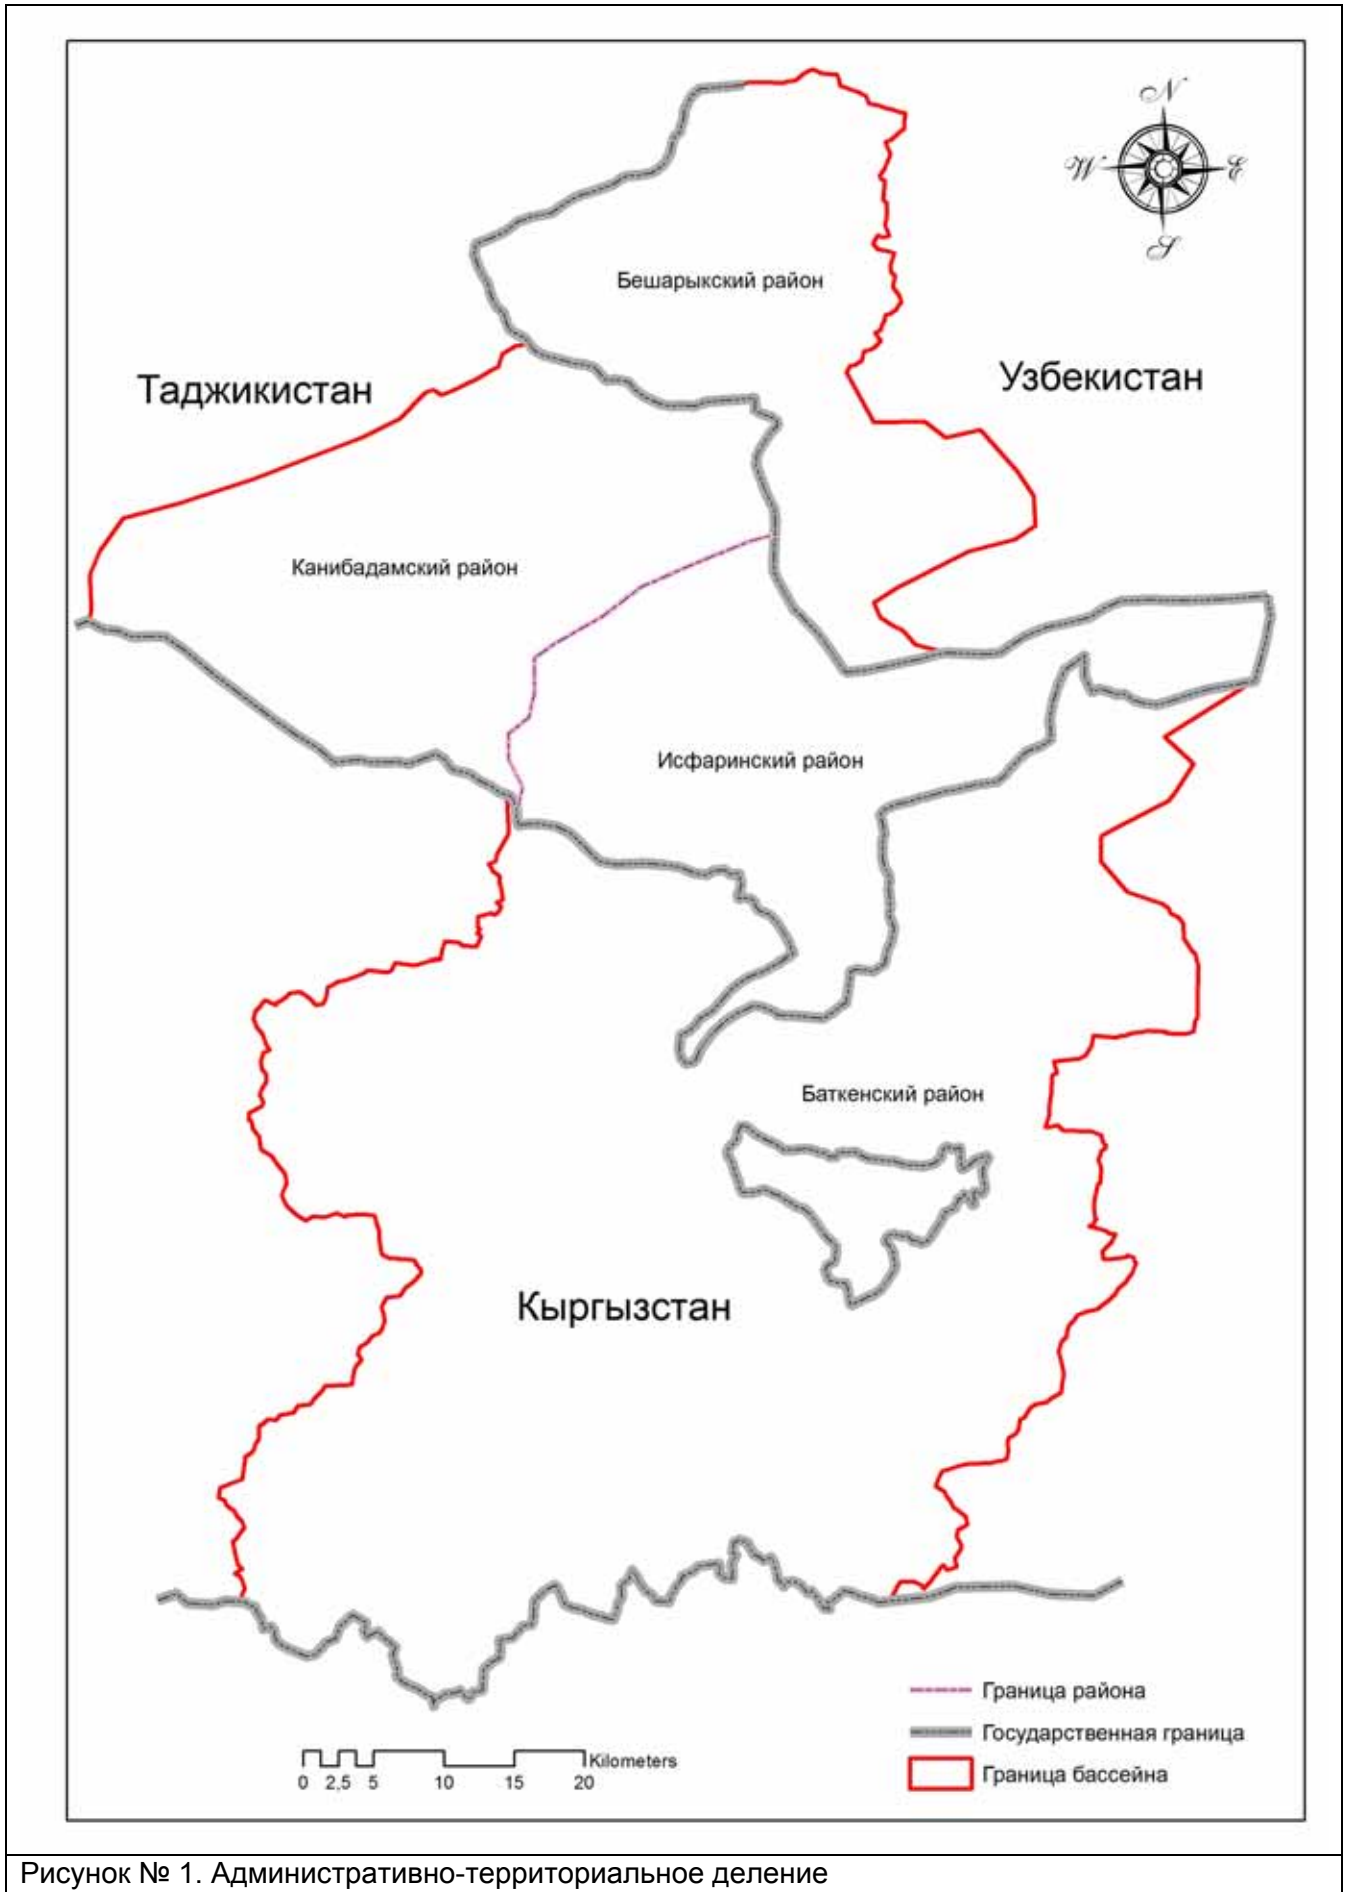 N
W E
S
Бешарыкский район
Таджикистан
Узбекистан
Канибадамский район
Исфаринский район
Баткенский район
Кыргызстан
Граница района
Государственная граница
Граница бассейна
Kilometers
0 2,5 5 10 15 20
Рисунок № 1. Административно-территориальное деление